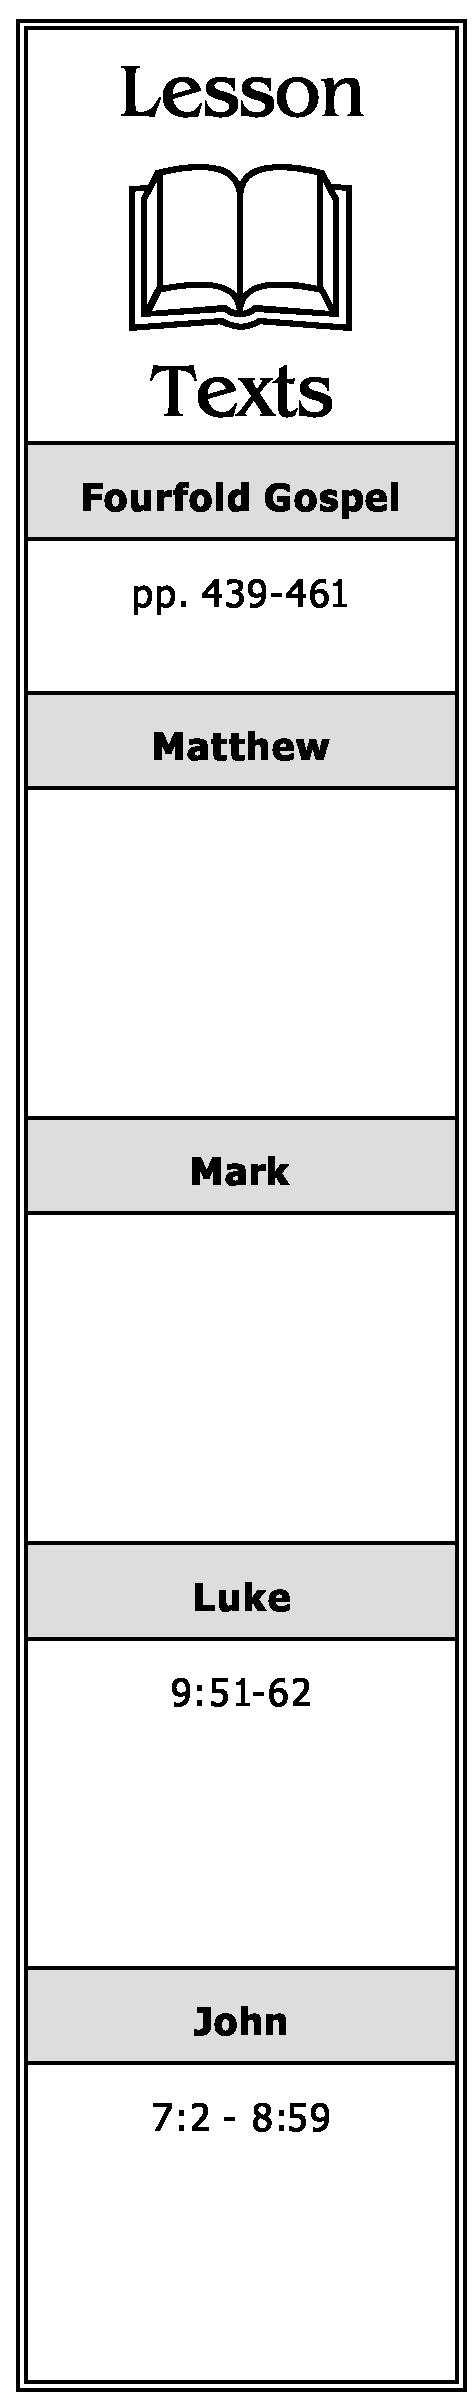 Lesson
Texts
Fourfold Gospel
pp. 439-461
Matthew
Mark
Luke
9:51-62
John
7:2 - 8:59